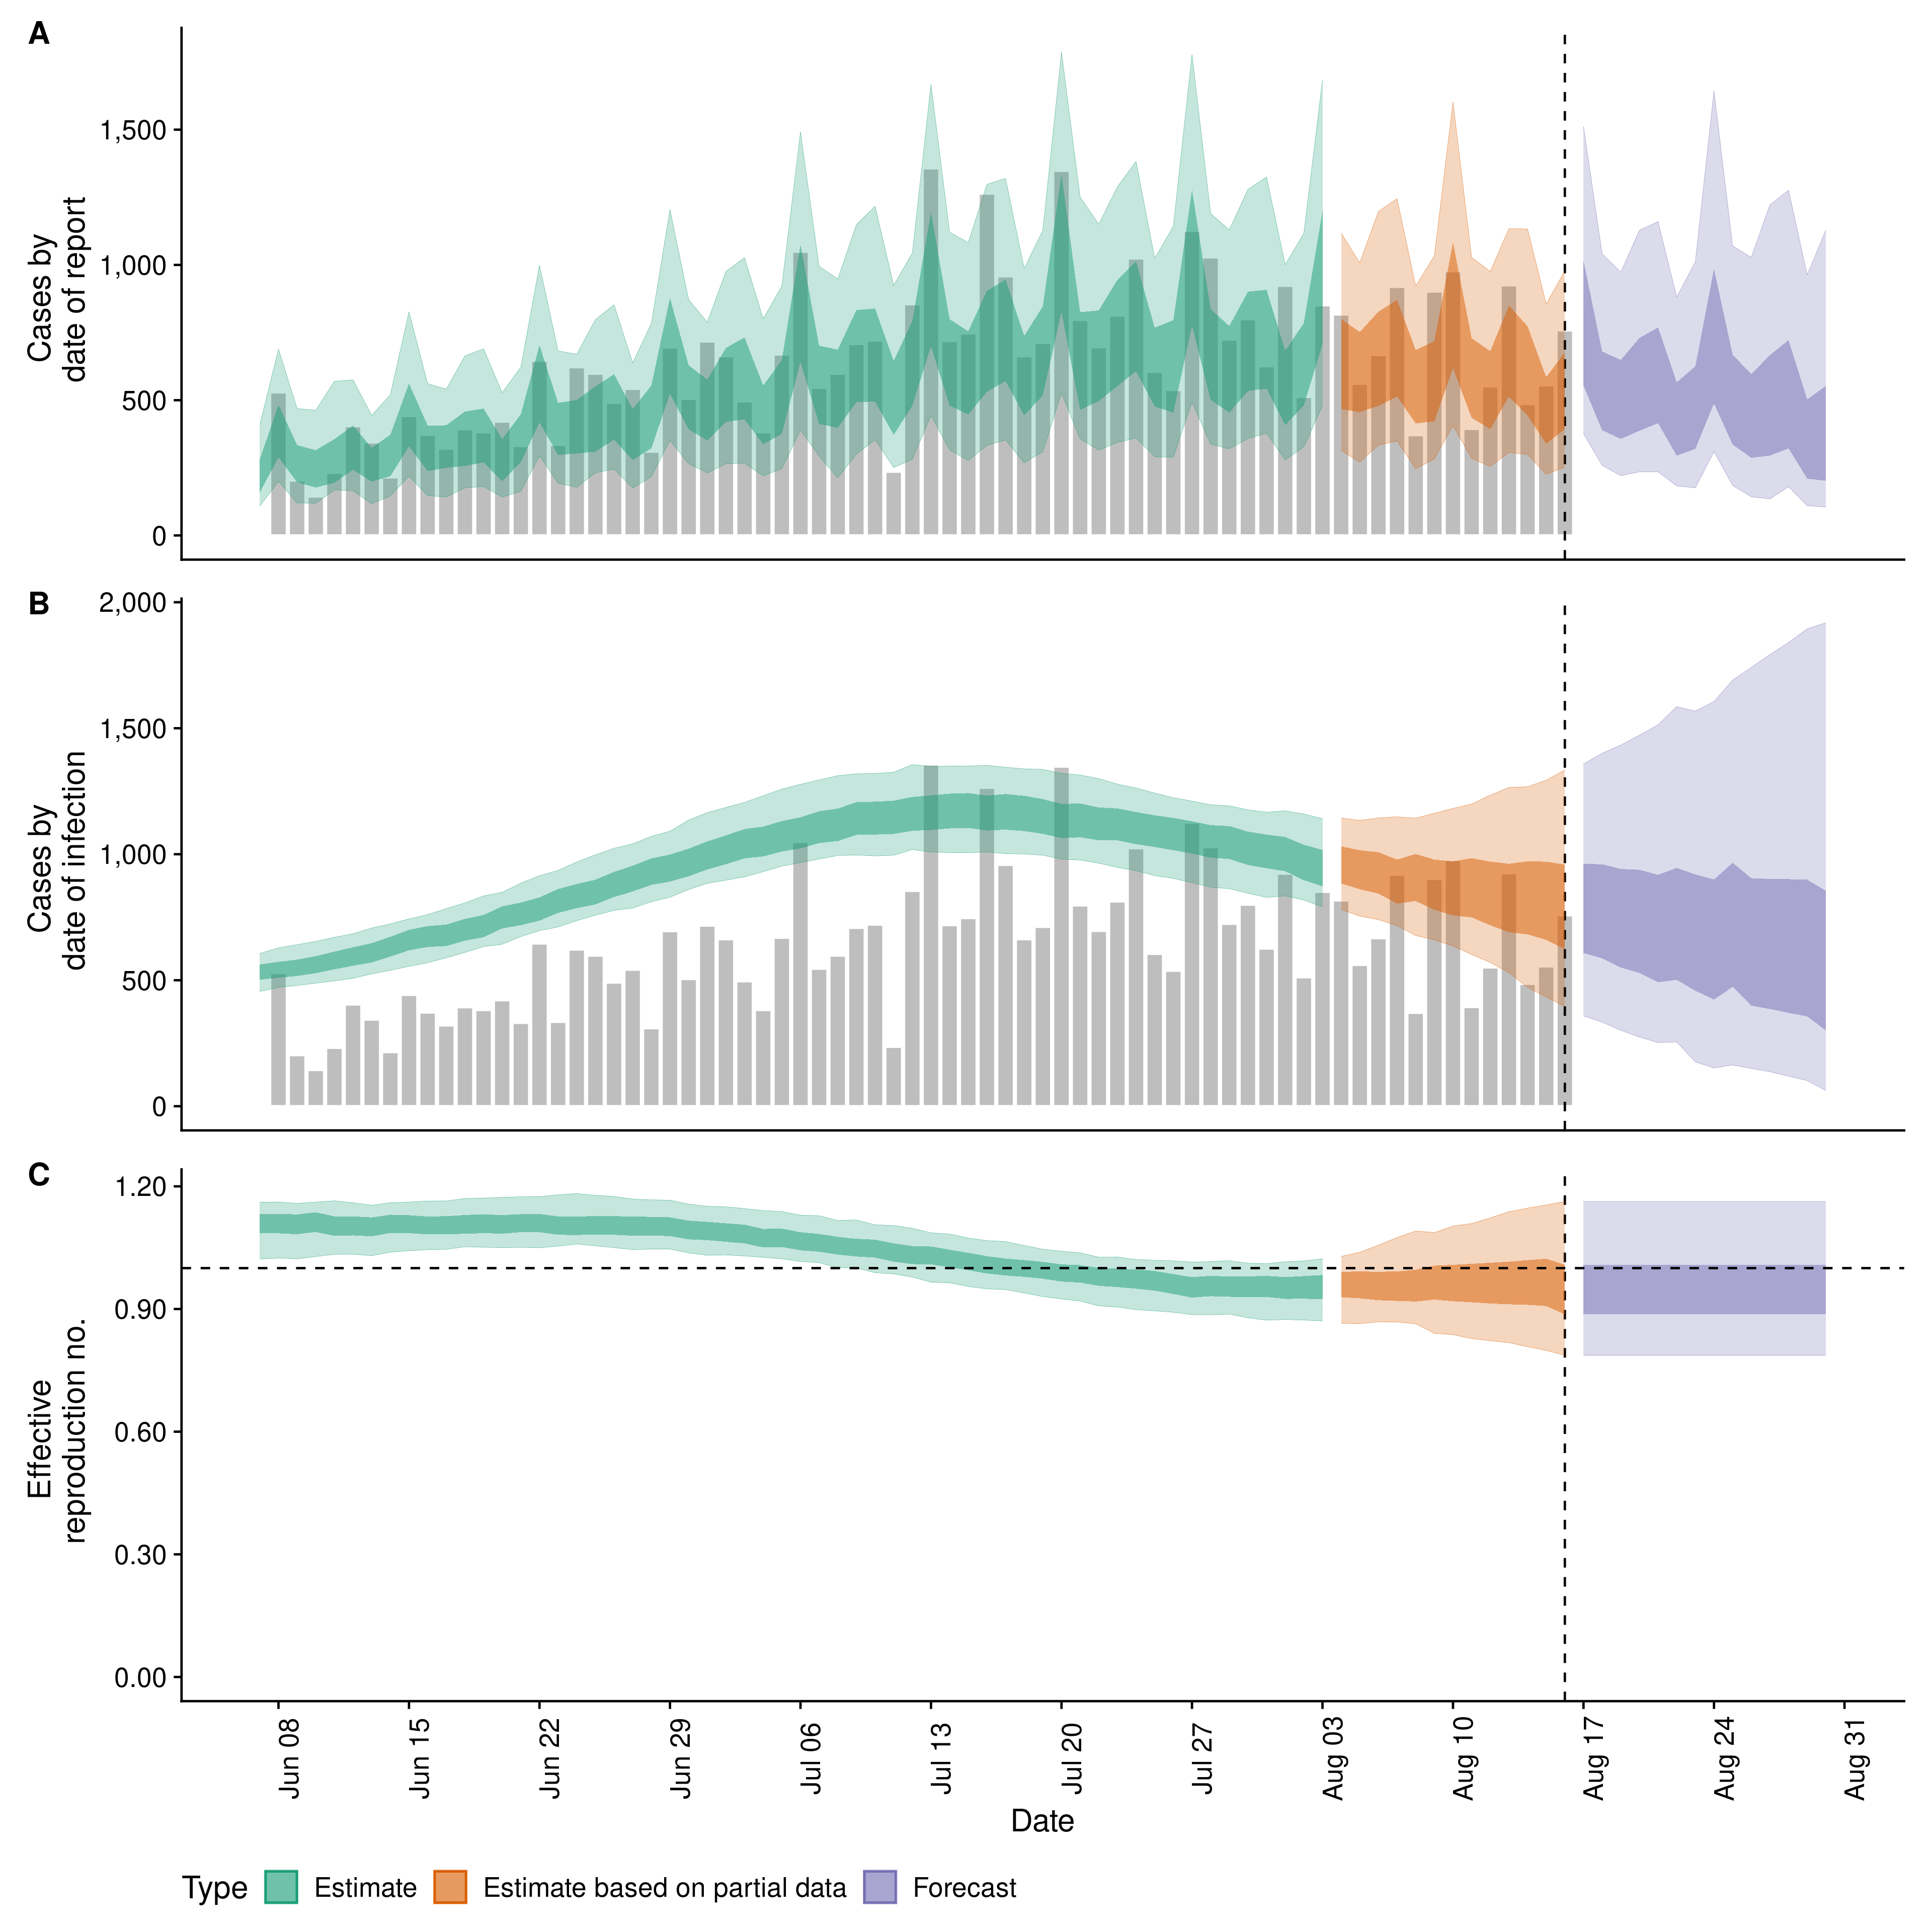 A
Cases by
date of report
1,500
1,000
500
0
B
Cases by
date of infection
2,000
1,500
1,000
500
0
C
Effective
reproduction no.
1.20
0.90
0.60
0.30
0.00
Jun 08
Jun 15
Jun 22
Jun 29
Jul 06
Jul 13
Jul 20
Jul 27
Aug 03
Aug 10
Aug 17
Aug 24
Aug 31
Date
Type Estimate Estimate based on partial data Forecast